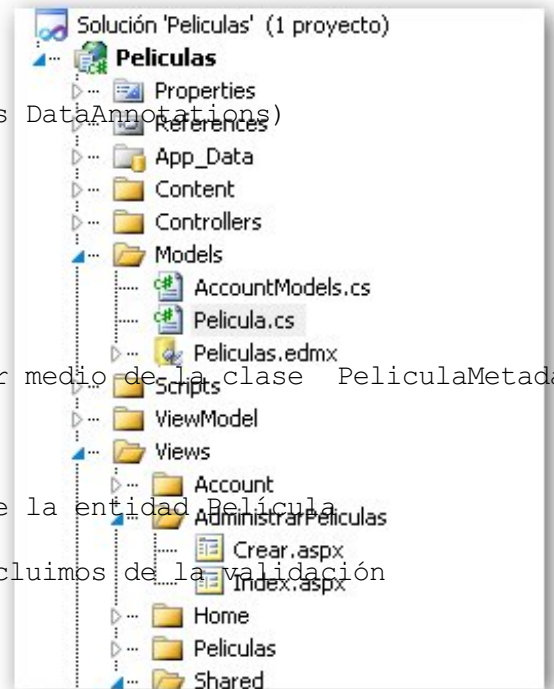 Solución 'Peliculas' (1 proyecto)
Peliculas
Properties
s DataAnnotations)
References
App_Data
Content
Controllers
Models
AccountModels.cs
Pelicula.cs
Peliculas.edmx
r medio de la clase PeliculaMetada
Scripts
ViewModel
Views
Account
e la entidad Película
AdministrarPeliculas
Crear.aspx
cluimos de la validación
Index.aspx
Home
Peliculas
Shared